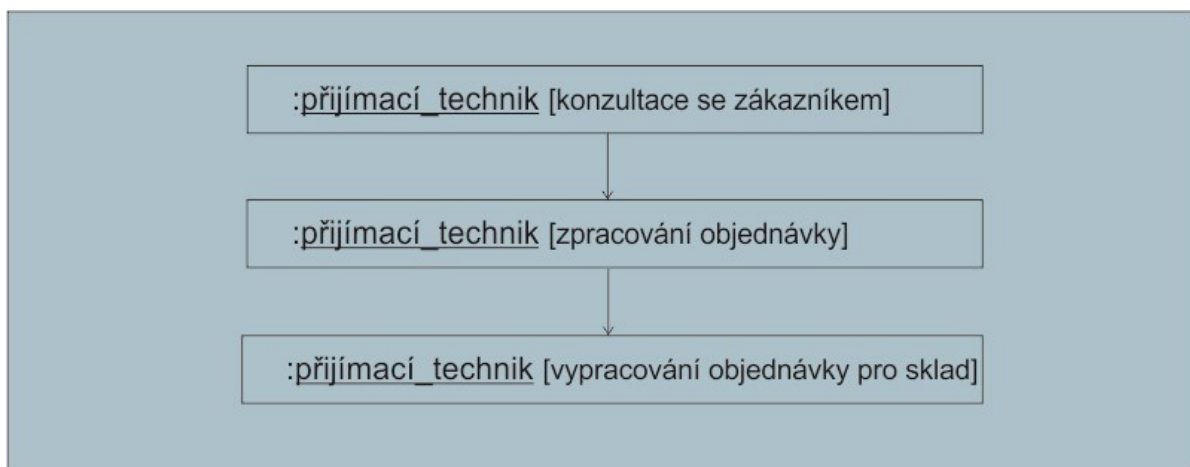 :přijímací_technik [konzultace se zákazníkem]
:přijímací_technik [zpracování objednávky]
:přijímací_technik [vypracování objednávky pro sklad]